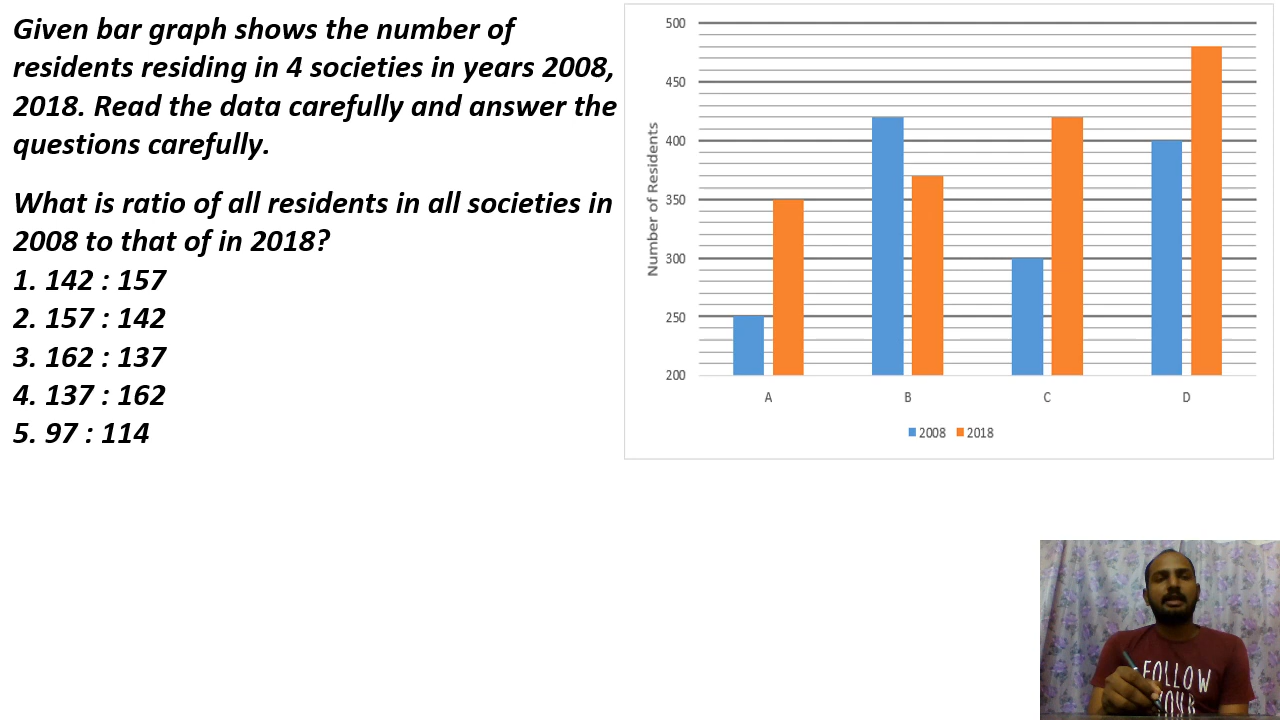 Given bar graph shows the number of
residents residing in 4 societies in years 2008,
2018. Read the data carefully and answer the
questions carefully.
What is ratio of all residents in all societies in
2008 to that of in 2018?
1. 142 : 157
2. 157 : 142
3. 162 : 137
4. 137 : 162
5. 97 : 114
Number of Residents
500
450
400
350
300
250
200
A B C D
2008 2018
FOLLOW
YOUR